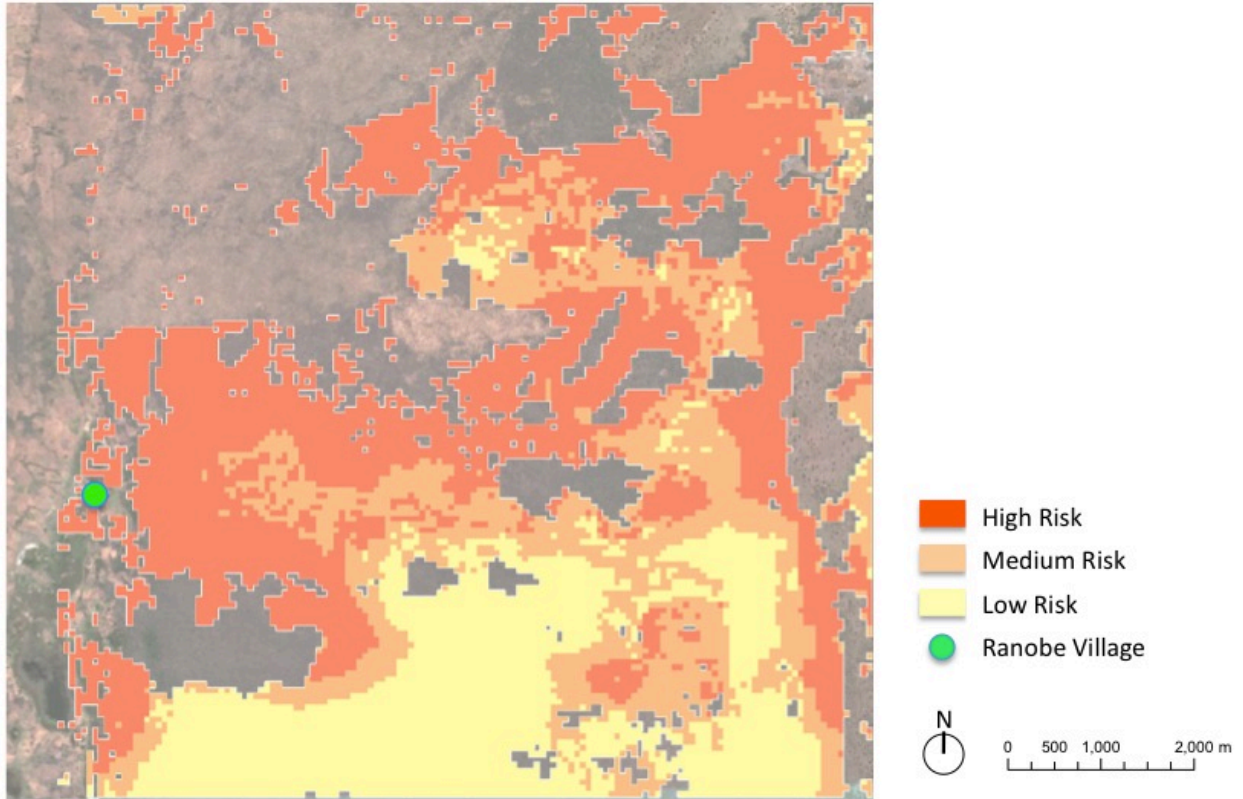 High Risk
Medium Risk
Low Risk
Ranobe Village
N
0 500 1,000 2,000 m